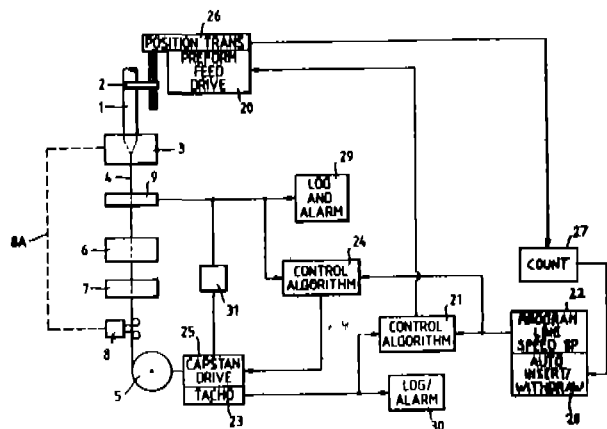 26
POSITION TRANS
PREFORM
FEED
DRIVE
20
2
1
3
4
9
8A
29
LOG
AND
ALARM
6
24
27
COUNT
CONTROL
ALGORITHM
7
31
21
22
PROGRAM
LINE
SPEED SP
8
CONTROL
ALGORITHM
25
AUTO
INSERT/
WITHDRAW
CAPSTAN
DRIVE
5
TACHO
23
LOG/
ALARM
30
28